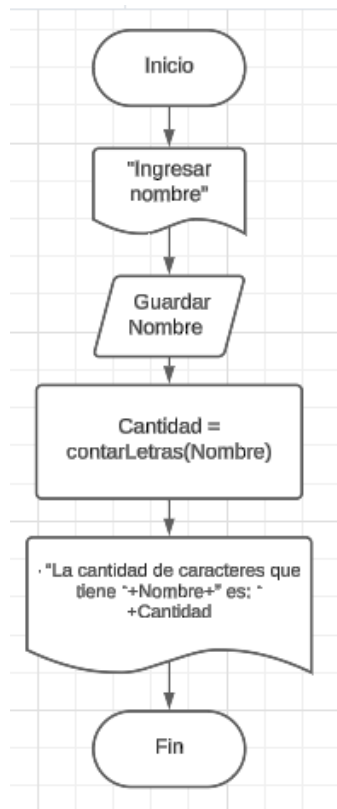 Inicio
"Ingresar
nombre"
Guardar
Nombre
Cantidad =
contarLetras(Nombre)
"La cantidad de caracteres que
tiene "+Nombre+" es: "
+Cantidad
Fin